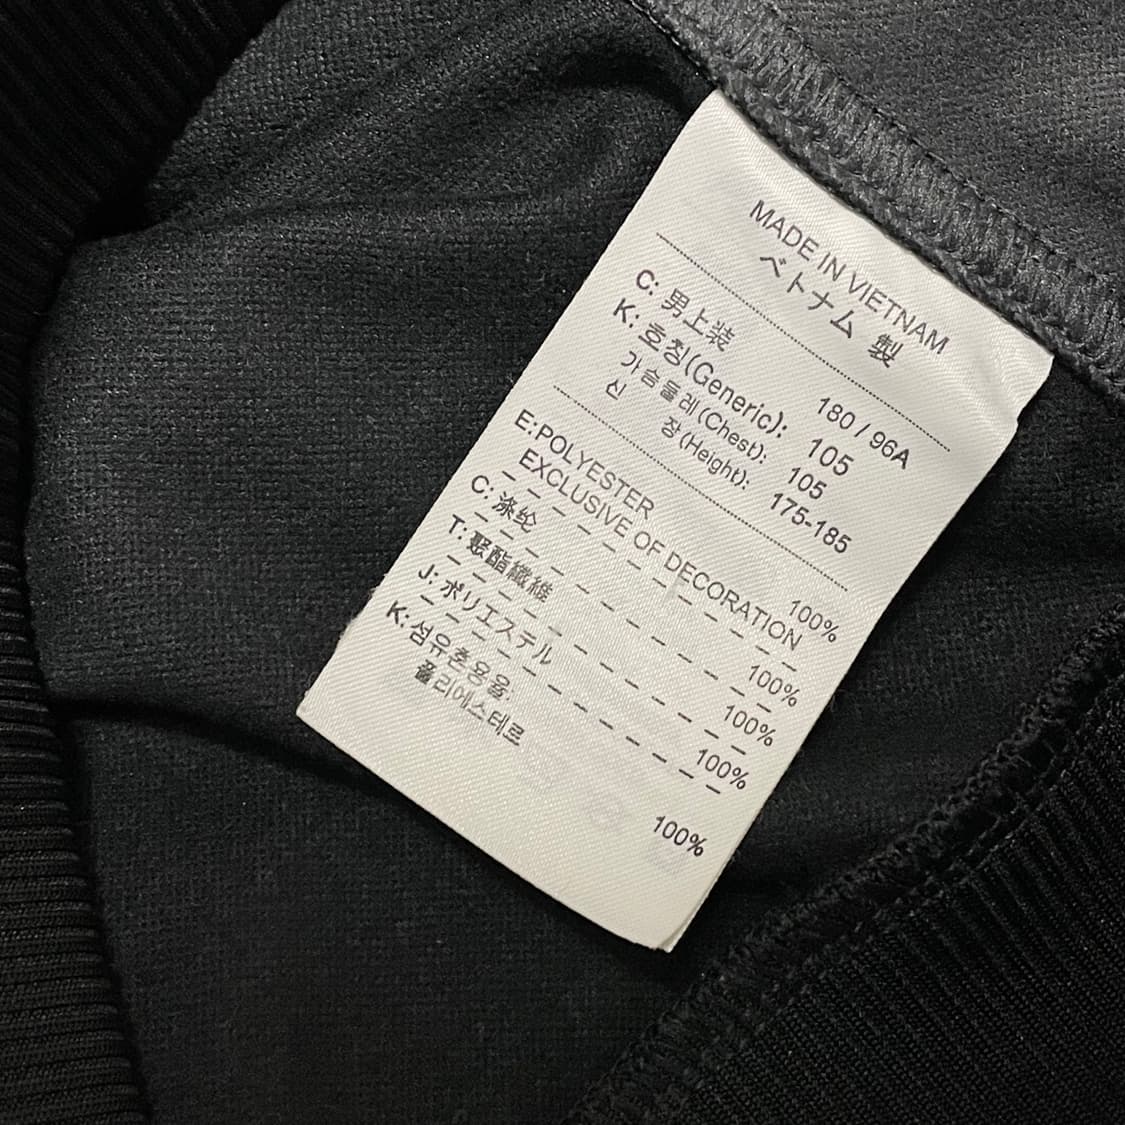 MADE IN VIETNAM
ベトナム 製
C: 男上装 180 / 96A
K: 호칭(Generic): 105
가슴둘레(Chest): 105
신 장(Height): 175-185
E:POLYESTER 100%
EXCLUSIVE OF DECORATION
C: 涤纶 100%
T: 聚酯纖維 100%
J: ポリエステル 100%
K: 섬유혼용율:
폴리에스테르 100%